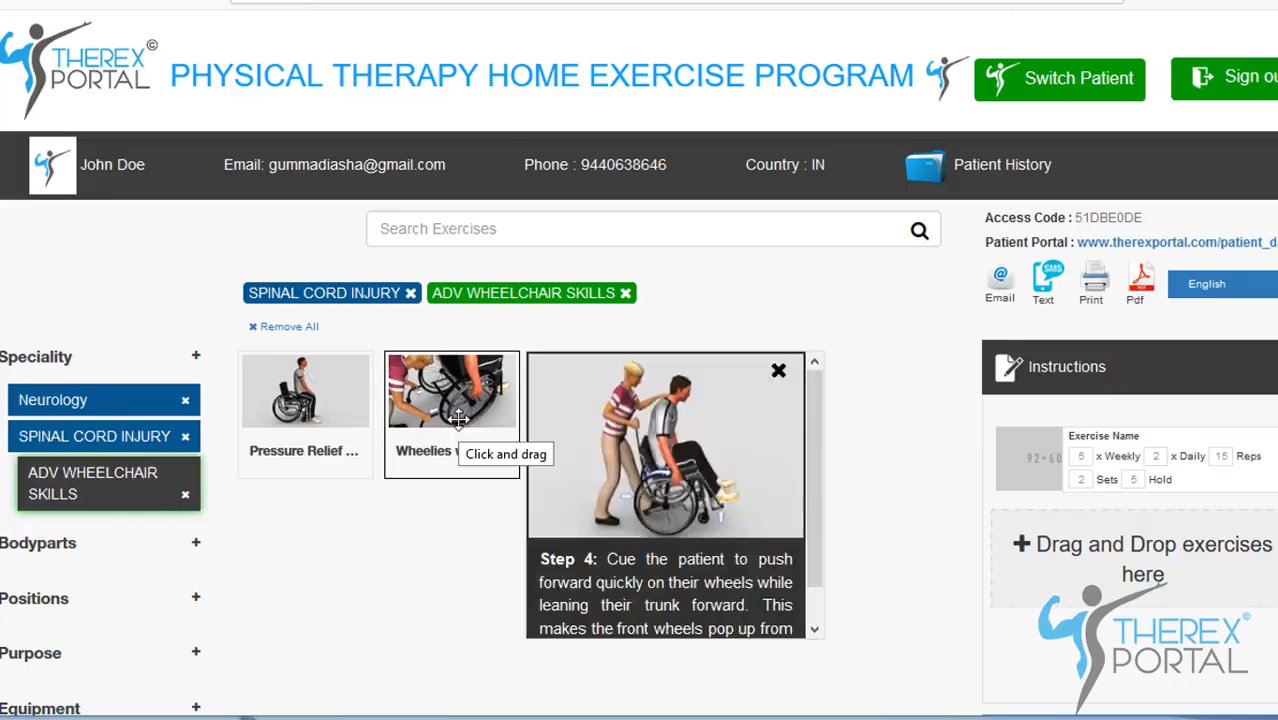 THEREX©
PORTAL
PHYSICAL THERAPY HOME EXERCISE PROGRAM
Switch Patient
Sign ou
John Doe
Email: gummadiasha@gmail.com
Phone : 9440638646
Country : IN
Patient History
Search Exercises
Access Code : 51DBE0DE
Patient Portal : www.therexportal.com/patient_d
@
SMS
Email
Text
Print
Pdf
English
SPINAL CORD INJURY ✖
ADV WHEELCHAIR SKILLS ✖
✖ Remove All
Speciality +
Neurology ×
SPINAL CORD INJURY ×
ADV WHEELCHAIR
SKILLS ×
Bodyparts +
Positions +
Purpose +
Equipment +
Pressure Relief ...
Wheelies
Click and drag
✖
Step 4: Cue the patient to push
forward quickly on their wheels while
leaning their trunk forward. This
makes the front wheels pop up from
Instructions
92×60
Exercise Name
5 x Weekly 2 x Daily 15 Reps
2 Sets 5 Hold
+ Drag and Drop exercises
here
THEREX©
PORTAL